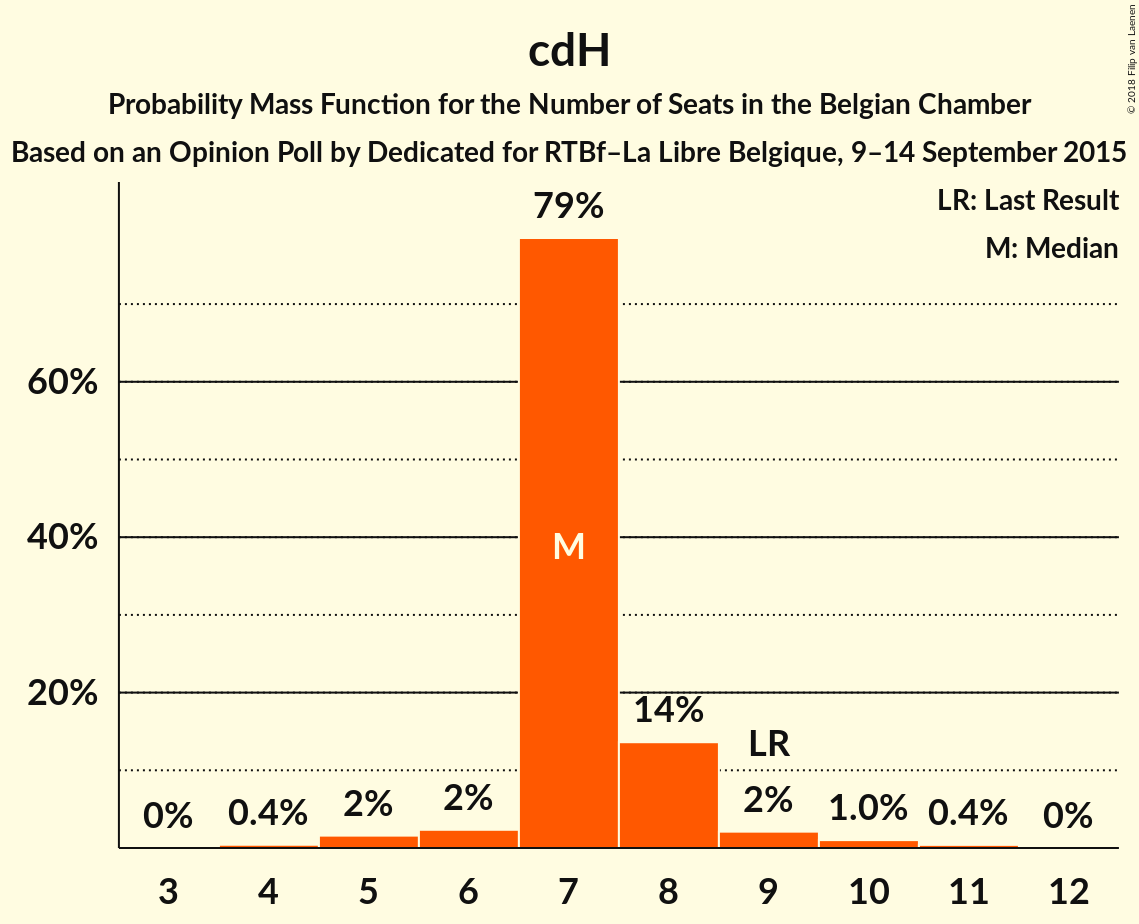 cdH
Probability Mass Function for the Number of Seats in the Belgian Chamber
Based on an Opinion Poll by Dedicated for RTBf–La Libre Belgique, 9–14 September 2015
© 2018 Filip van Laenen
LR: Last Result
M: Median
79%
60%
40%
20%
M
14%
LR
0%
0.4%
2%
2%
2%
1.0%
0.4%
0%
3 4 5 6 7 8 9 10 11 12